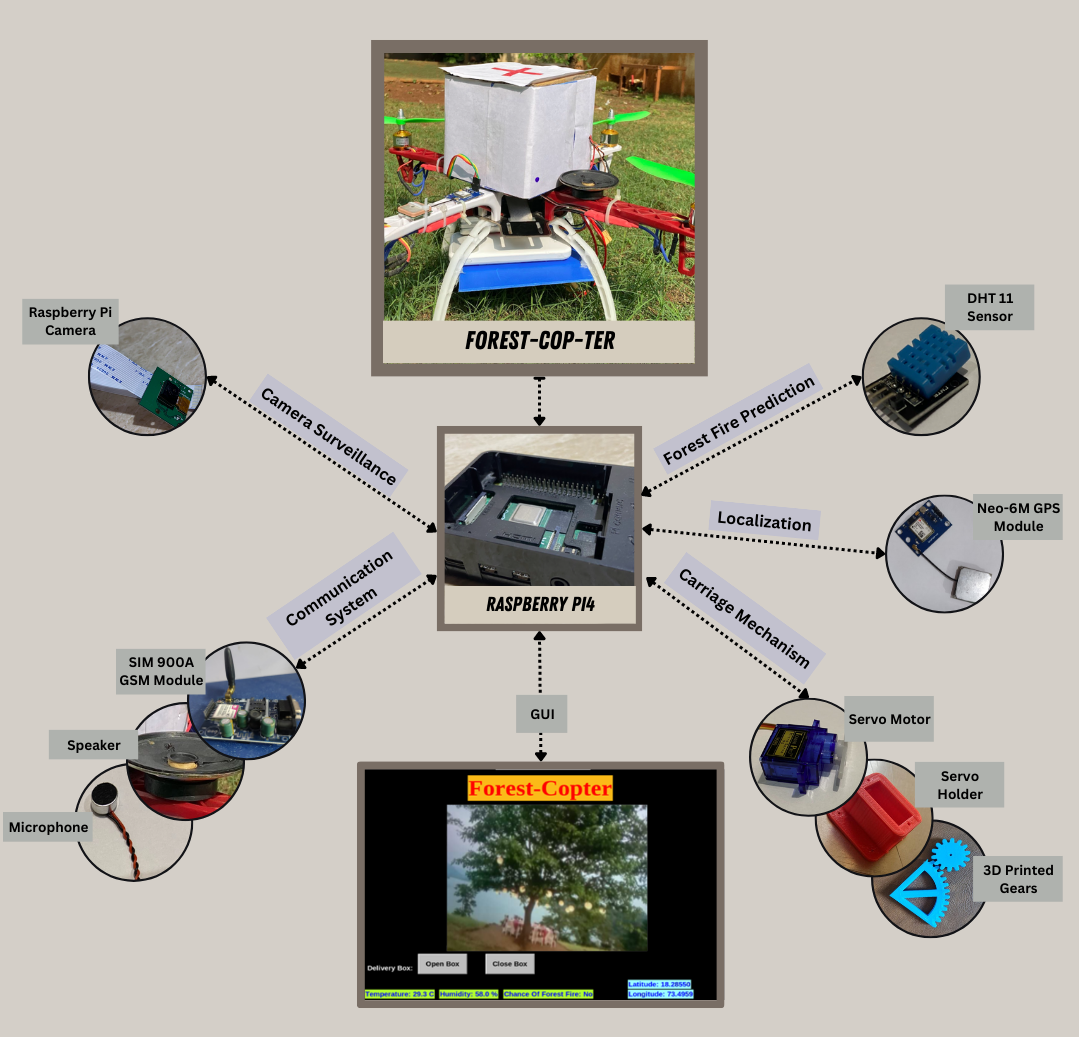 FOREST-COP-TER
Raspberry Pi
Camera
DHT 11
Sensor
Camera Surveillance
Forest Fire Prediction
Neo-6M GPS
Module
Localization
Communication
System
Carriage Mechanism
RASPBERRY PI4
SIM 900A
GSM Module
Speaker
Microphone
GUI
Servo Motor
Servo
Holder
3D Printed
Gears
Forest-Copter
Delivery Box:
Open Box
Close Box
Latitude: 18.28550
Temperature: 29.3 C
Humidity: 58.0 %
Chance Of Forest Fire: No
Longitude: 73.4959